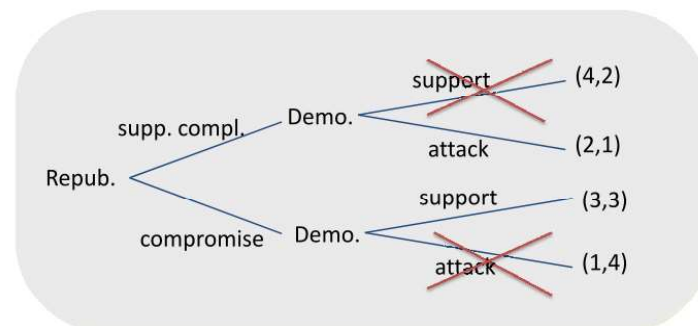 support
(4,2)
supp. compl.
Demo.
attack
(2,1)
Repub.
support
(3,3)
compromise
Demo.
attack
(1,4)